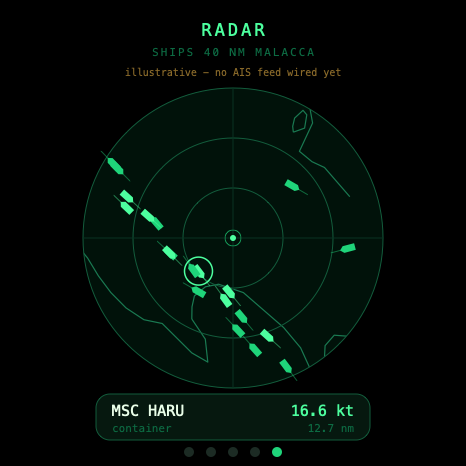 RADAR
SHIPS 40 NM MALACCA
illustrative — no AIS feed wired yet
MSC HARU 16.6 kt
container 12.7 nm